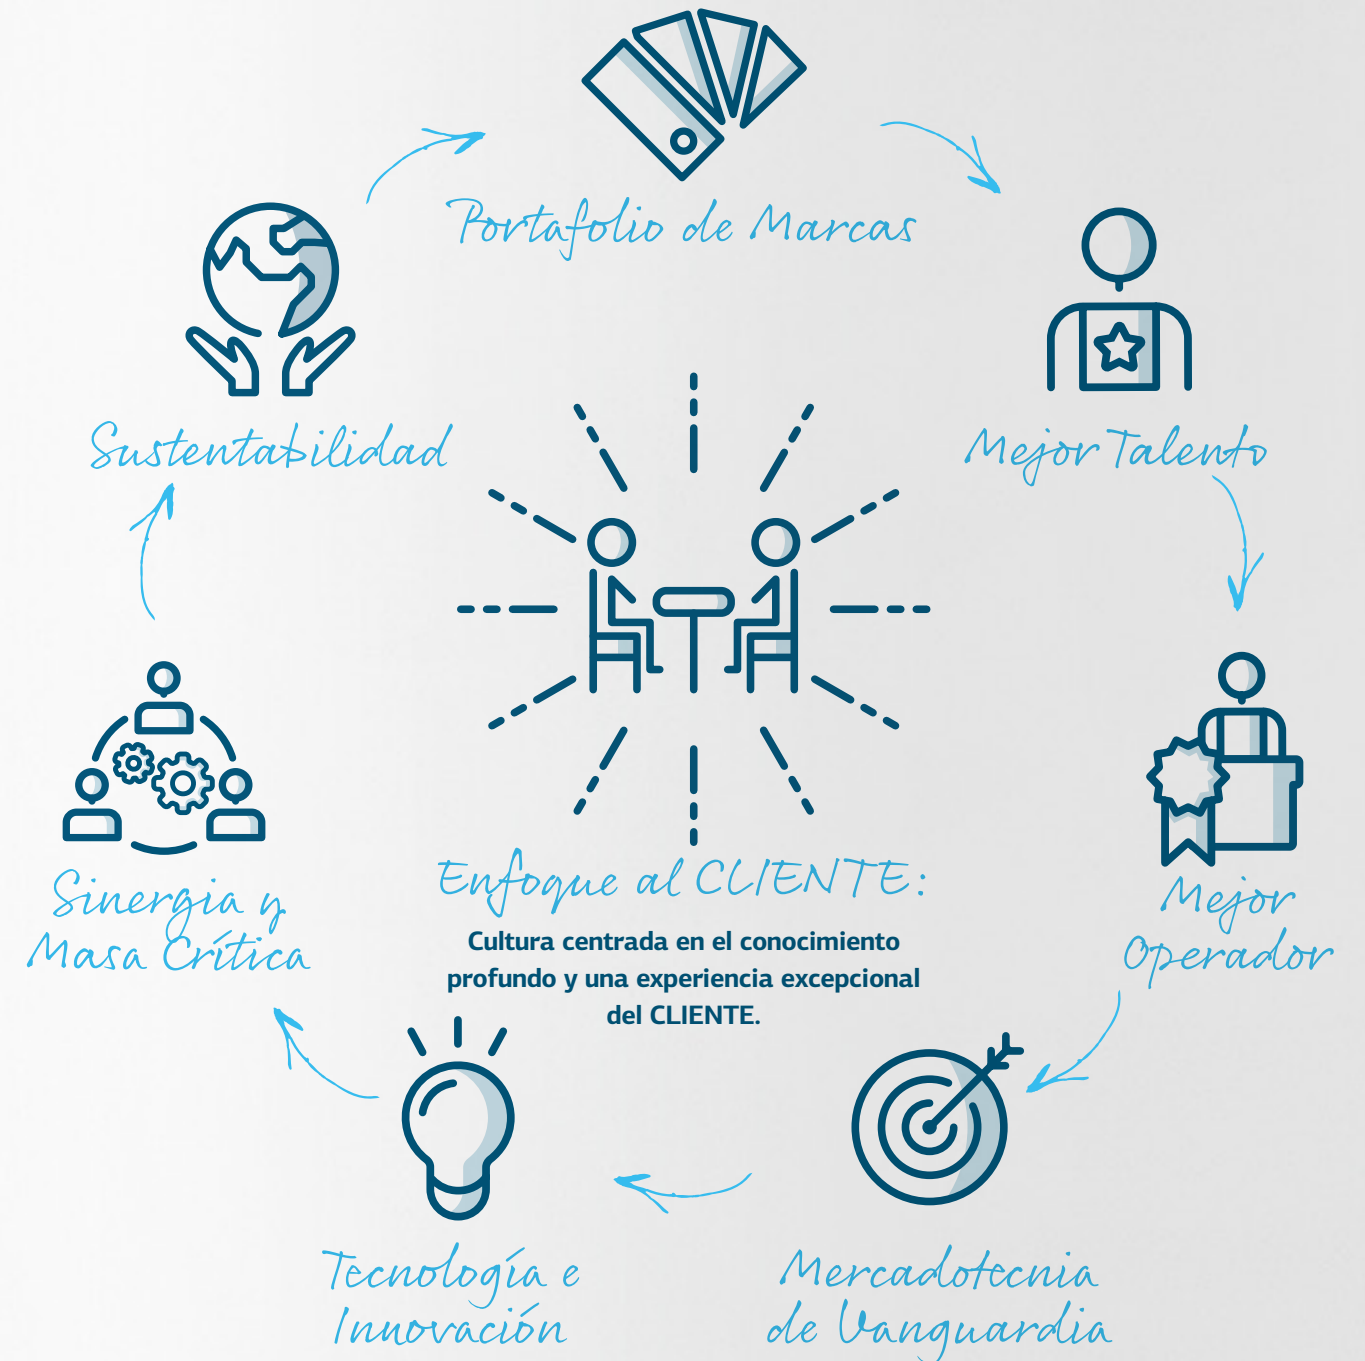 Portafolio de Marcas
Sustentabilidad
Mejor Talento
Enfoque al CLIENTE:
Cultura centrada en el conocimiento
profundo y una experiencia excepcional
del CLIENTE.
Sinergia y
Masa Crítica
Mejor
Operador
Tecnología e
Innovación
Mercadotecnia
de Vanguardia